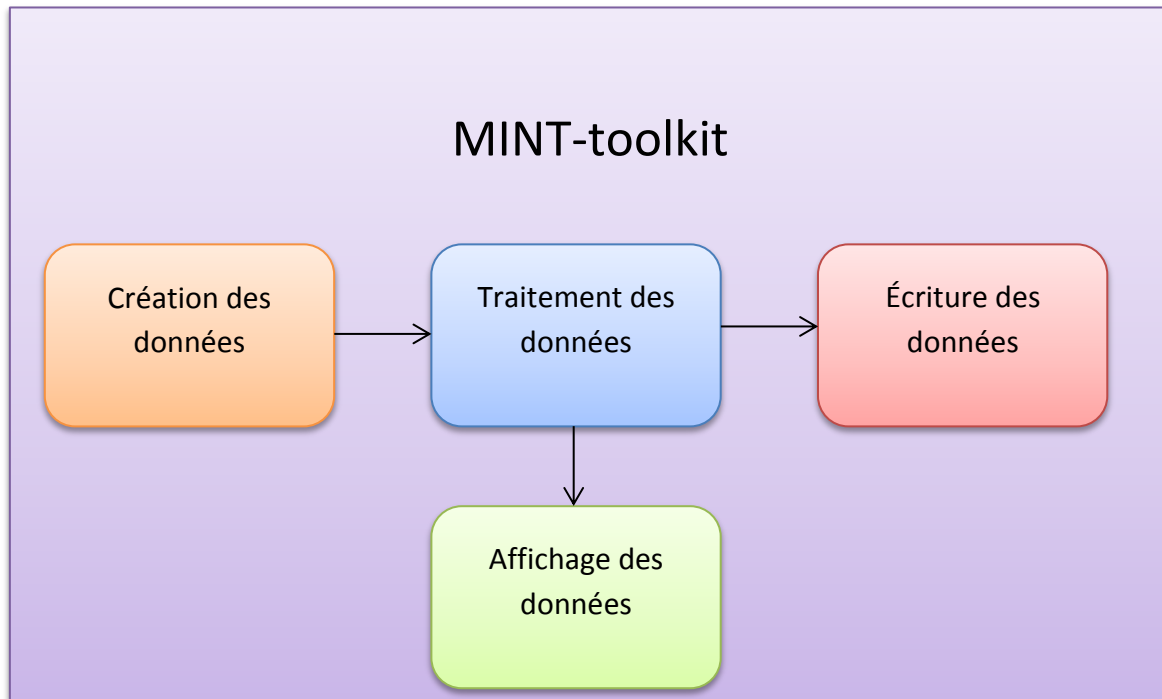 MINT-toolkit
Création des
données
Traitement des
données
Écriture des
données
Affichage des
données